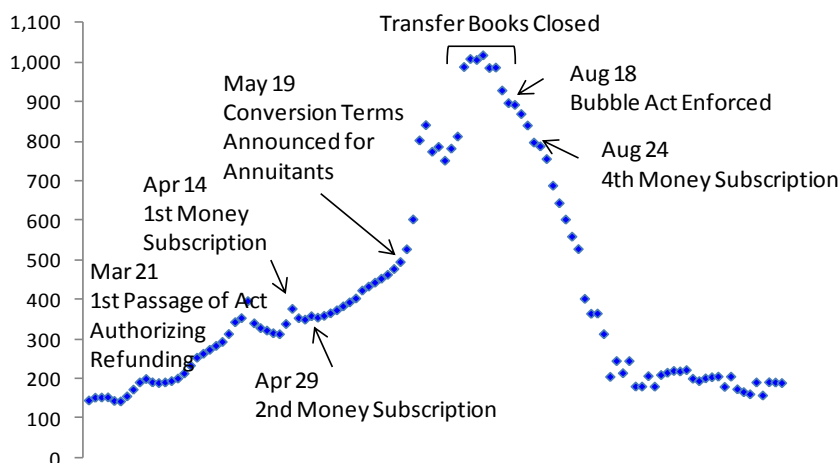 1,100
1,000
900
800
700
600
500
400
300
200
100
0
Transfer Books Closed
May 19
Conversion Terms
Announced for
Annuitants
Aug 18
Bubble Act Enforced
Aug 24
4th Money Subscription
Apr 14
1st Money
Subscription
Mar 21
1st Passage of Act
Authorizing
Refunding
Apr 29
2nd Money Subscription